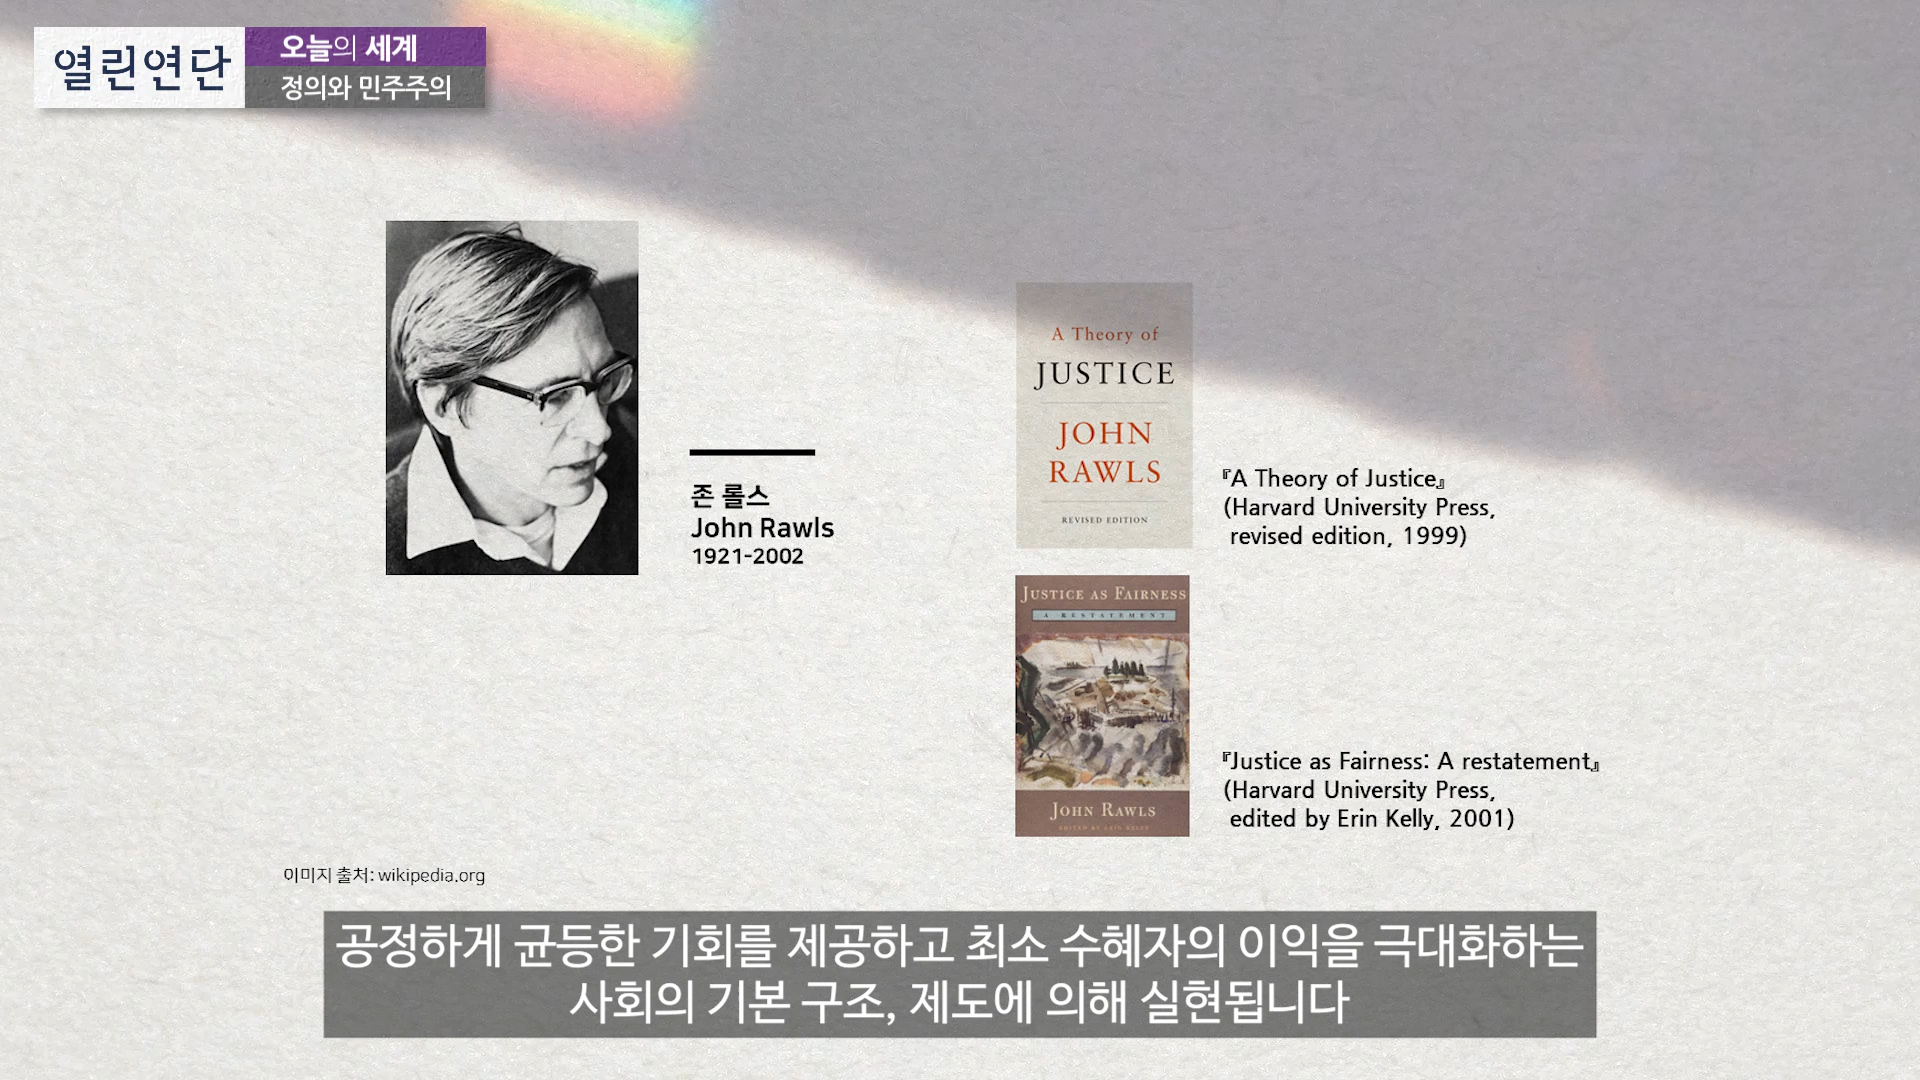 열린연단
오늘의 세계
정의와 민주주의
존 롤스
John Rawls
1921-2002
A Theory of
JUSTICE
JOHN
RAWLS
REVISED EDITION
『A Theory of Justice』
(Harvard University Press,
revised edition, 1999)
JUSTICE AS FAIRNESS
A RESTATEMENT
JOHN RAWLS
EDITED BY ERIN KELLY
『Justice as Fairness: A restatement』
(Harvard University Press,
edited by Erin Kelly, 2001)
이미지 출처: wikipedia.org
공정하게 균등한 기회를 제공하고 최소 수혜자의 이익을 극대화하는
사회의 기본 구조, 제도에 의해 실현됩니다